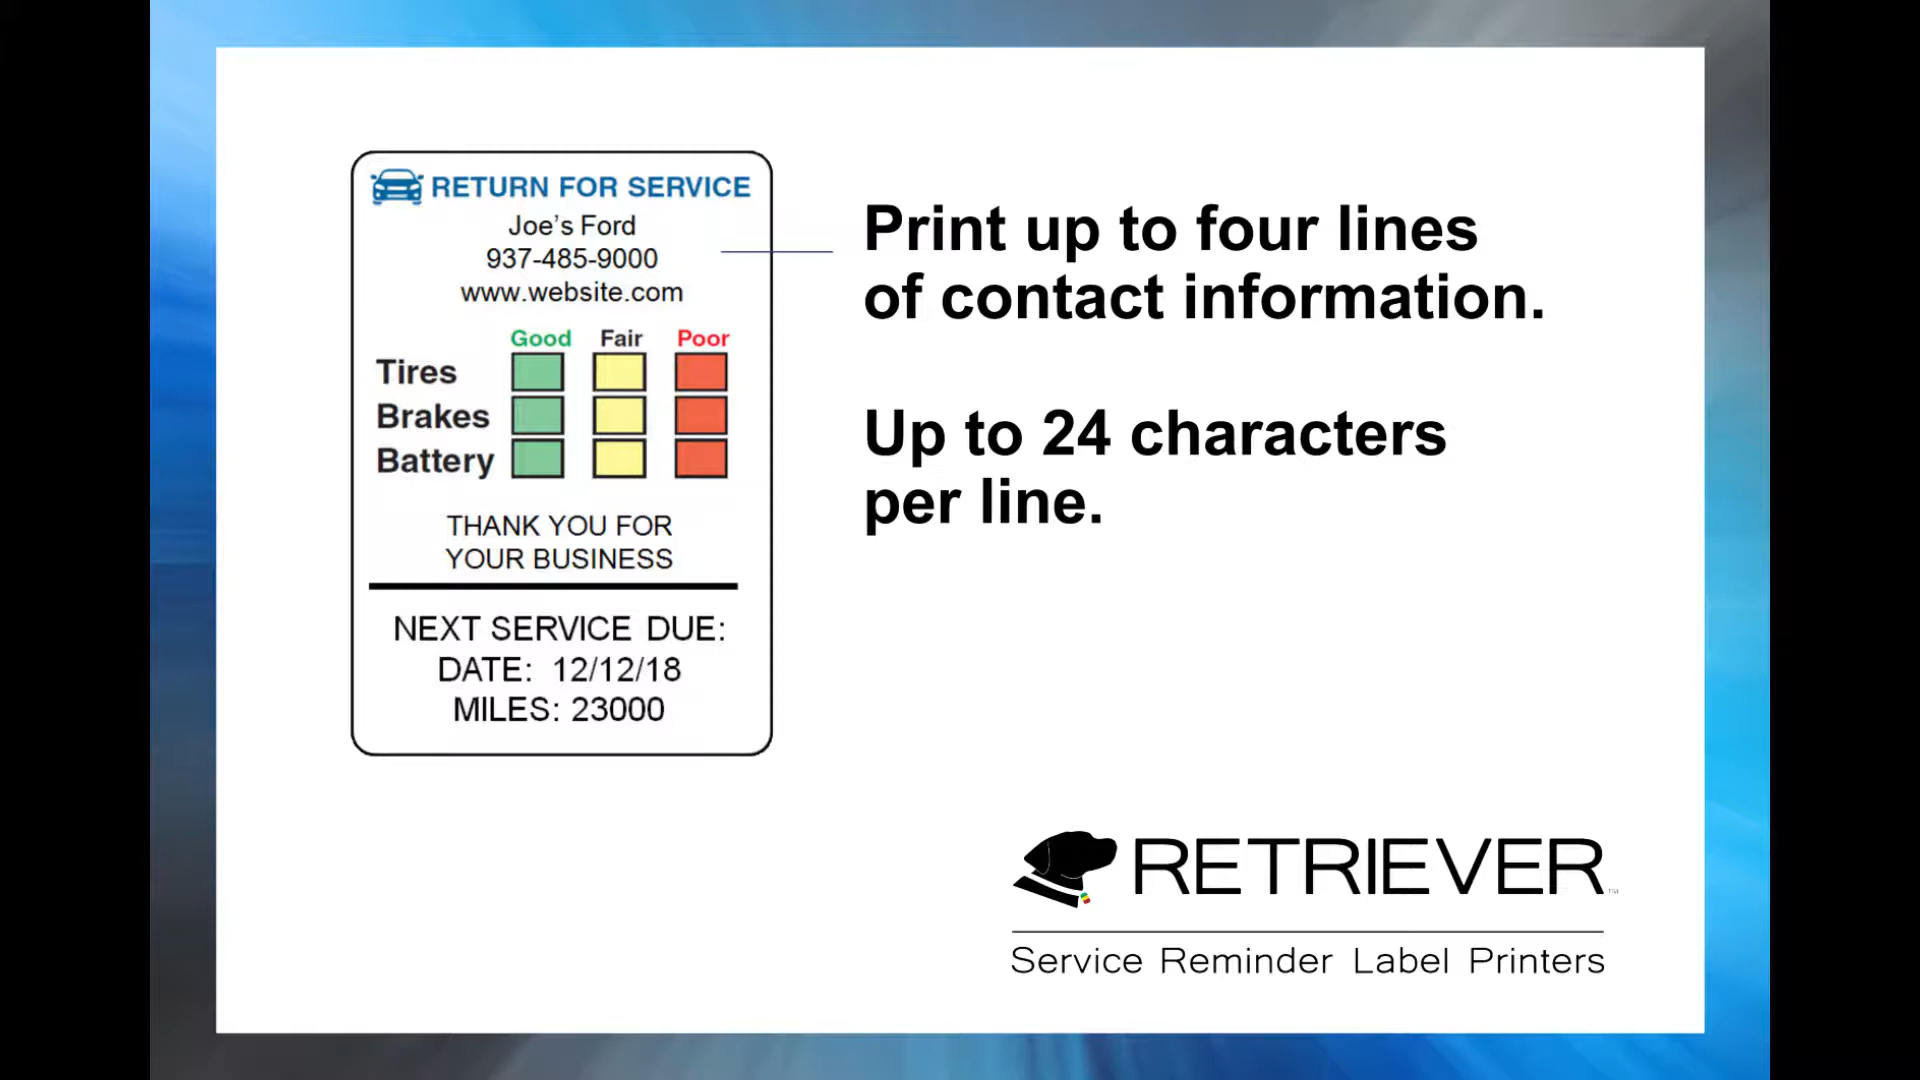 RETURN FOR SERVICE
Joe's Ford
937-485-9000
www.website.com
Good Fair Poor
Tires
Brakes
Battery
THANK YOU FOR
YOUR BUSINESS
NEXT SERVICE DUE:
DATE: 12/12/18
MILES: 23000
Print up to four lines
of contact information.
Up to 24 characters
per line.
RETRIEVER™
Service Reminder Label Printers